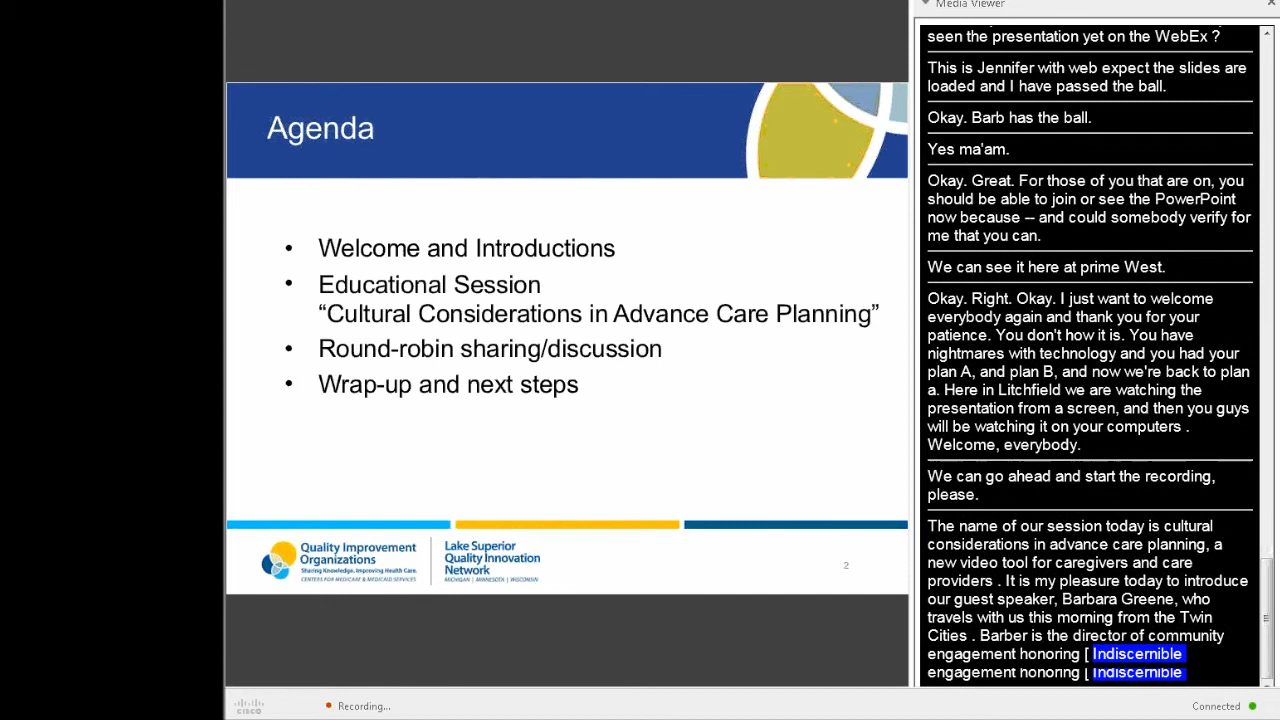 Media Viewer
seen the presentation yet on the WebEx ?
This is Jennifer with web expect the slides are
loaded and I have passed the ball.
Okay. Barb has the ball.
Yes ma'am.
Okay. Great. For those of you that are on, you
should be able to join or see the PowerPoint
now because -- and could somebody verify for
me that you can.
We can see it here at prime West.
Okay. Right. Okay. I just want to welcome
everybody again and thank you for your
patience. You don't how it is. You have
nightmares with technology and you had your
plan A, and plan B, and now we're back to plan
a. Here in Litchfield we are watching the
presentation from a screen, and then you guys
will be watching it on your computers .
Welcome, everybody.
We can go ahead and start the recording,
please.
The name of our session today is cultural
considerations in advance care planning, a
new video tool for caregivers and care
providers . It is my pleasure today to introduce
our guest speaker, Barbara Greene, who
travels with us this morning from the Twin
Cities . Barber is the director of community
engagement honoring [ Indiscernible
engagement honoring [ Indiscernible
Agenda
• Welcome and Introductions
• Educational Session
“Cultural Considerations in Advance Care Planning”
• Round-robin sharing/discussion
• Wrap-up and next steps
Quality Improvement
Organizations
Sharing Knowledge. Improving Health Care.
CENTERS FOR MEDICARE & MEDICAID SERVICES
Lake Superior
Quality Innovation
Network
MICHIGAN | MINNESOTA | WISCONSIN
2
CISCO
Recording...
Connected